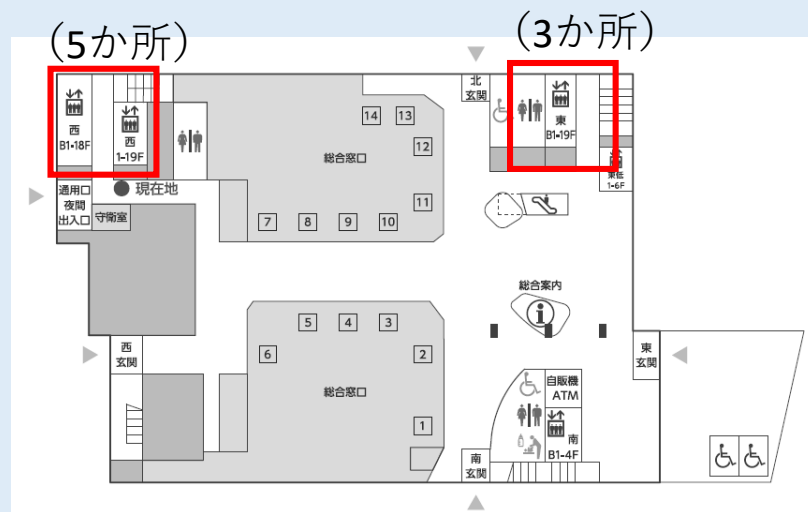 (5か所)
(3か所)
北
玄関
西
B1-18F
西
1-19F
東
B1-19F
東低
1-6F
14
13
12
11
総合窓口
7
8
9
10
通用口
夜間
出入口
守衛室
現在地
総合案内
5
4
3
6
2
1
総合窓口
西
玄関
東
玄関
自販機
ATM
南
B1-4F
南
玄関